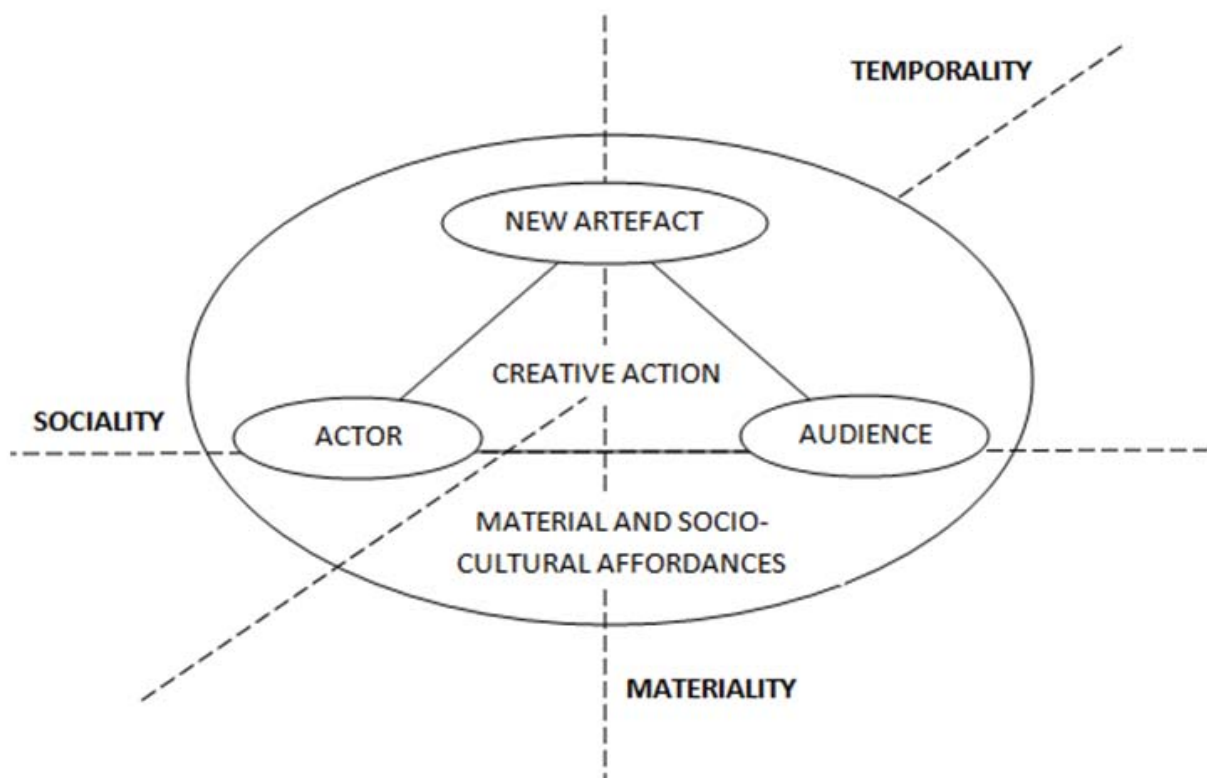 TEMPORALITY
NEW ARTEFACT
CREATIVE ACTION
SOCIALITY
ACTOR
AUDIENCE
MATERIAL AND SOCIO-
CULTURAL AFFORDANCES
MATERIALITY